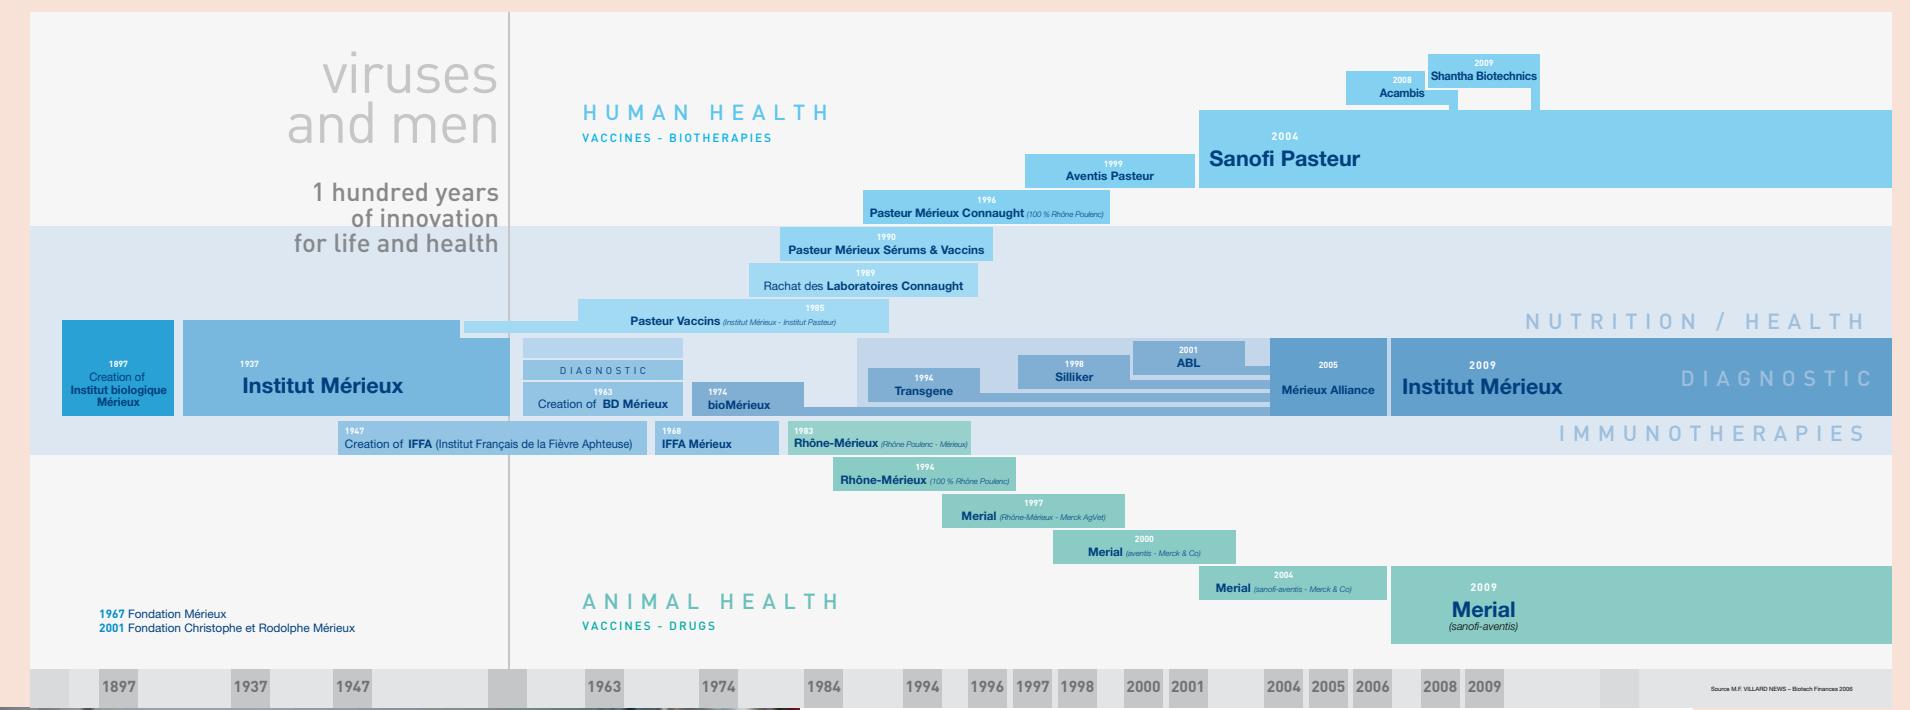 viruses
and men
1 hundred years
of innovation
for life and health
HUMAN HEALTH
VACCINES - BIOTHERAPIES
2009
Shantha Biotechnics
2008
Acambis
2004
Sanofi Pasteur
1999
Aventis Pasteur
1996
Pasteur Mérieux Connaught (100 % Rhône Poulenc)
1990
Pasteur Mérieux Sérums & Vaccins
1989
Rachat des Laboratoires Connaught
1985
Pasteur Vaccins (Institut Mérieux - Institut Pasteur)
NUTRITION / HEALTH
1897
Creation of
Institut biologique
Mérieux
1937
Institut Mérieux
DIAGNOSTIC
1963
Creation of BD Mérieux
1974
bioMérieux
1994
Transgene
1998
Silliker
2001
ABL
2005
Mérieux Alliance
2009
Institut Mérieux
DIAGNOSTIC
1947
Creation of IFFA (Institut Français de la Fièvre Aphteuse)
1968
IFFA Mérieux
1983
Rhône-Mérieux (Rhône Poulenc - Mérieux)
IMMUNOTHERAPIES
1994
Rhône-Mérieux (100 % Rhône Poulenc)
1997
Merial (Rhône-Mérieux - Merck AgVet)
2000
Merial (aventis - Merck & Co)
2004
Merial (sanofi-aventis - Merck & Co)
2009
Merial
(sanofi-aventis)
ANIMAL HEALTH
VACCINES - DRUGS
1967 Fondation Mérieux
2001 Fondation Christophe et Rodolphe Mérieux
1897 1937 1947 1963 1974 1984 1994 1996 1997 1998 2000 2001 2004 2005 2006 2008 2009
Source M.F. VILLARD NEWS – Biotech Finances 2006